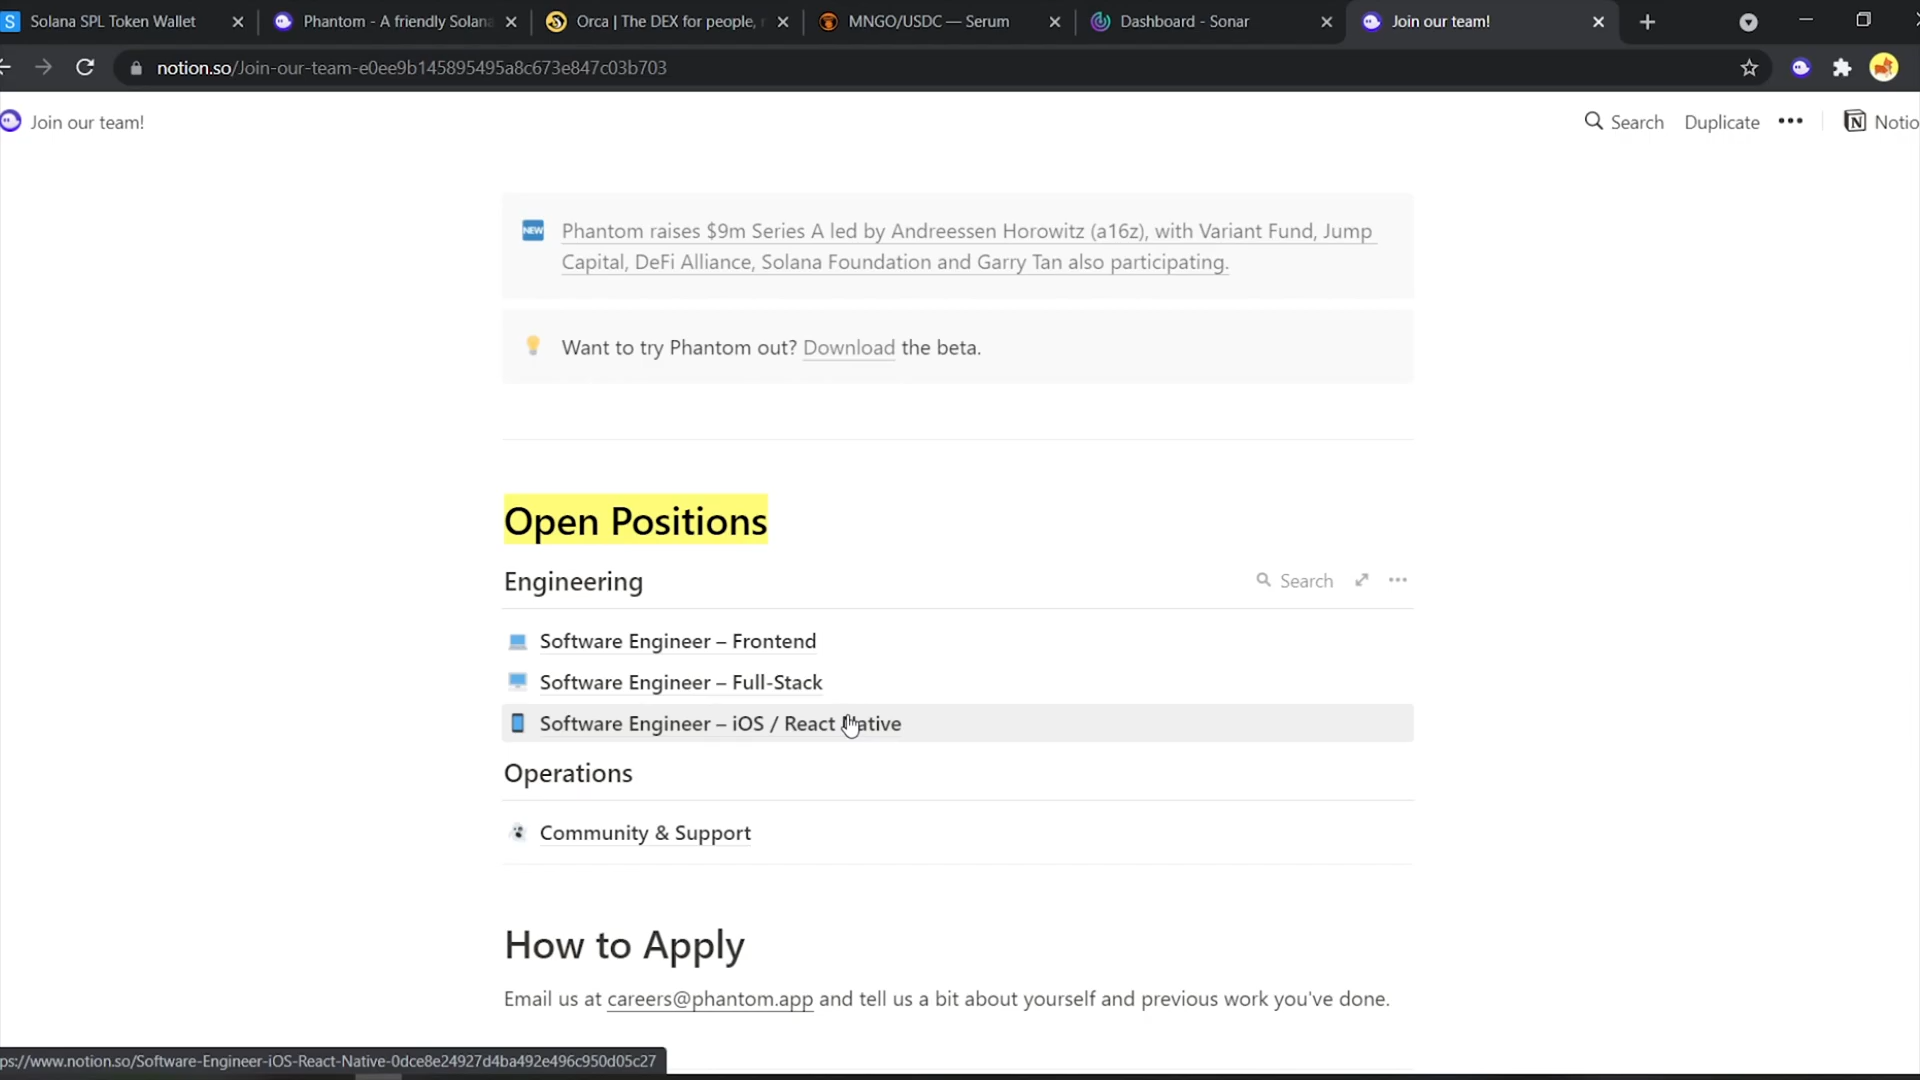 Solana SPL Token Wallet
Phantom - A friendly Solana
Orca | The DEX for people,
MNGO/USDC — Serum
Dashboard - Sonar
Join our team!
notion.so/Join-our-team-e0ee9b145895495a8c673e847c03b703
Join our team!
Search
Duplicate
Notio
NEW
Phantom raises $9m Series A led by Andreessen Horowitz (a16z), with Variant Fund, Jump
Capital, DeFi Alliance, Solana Foundation and Garry Tan also participating.
Want to try Phantom out? Download the beta.
Open Positions
Engineering
Search
Software Engineer – Frontend
Software Engineer – Full-Stack
Software Engineer – iOS / React Native
Operations
Community & Support
How to Apply
Email us at careers@phantom.app and tell us a bit about yourself and previous work you've done.
ps://www.notion.so/Software-Engineer-iOS-React-Native-0dce8e24927d4ba492e496c950d05c27